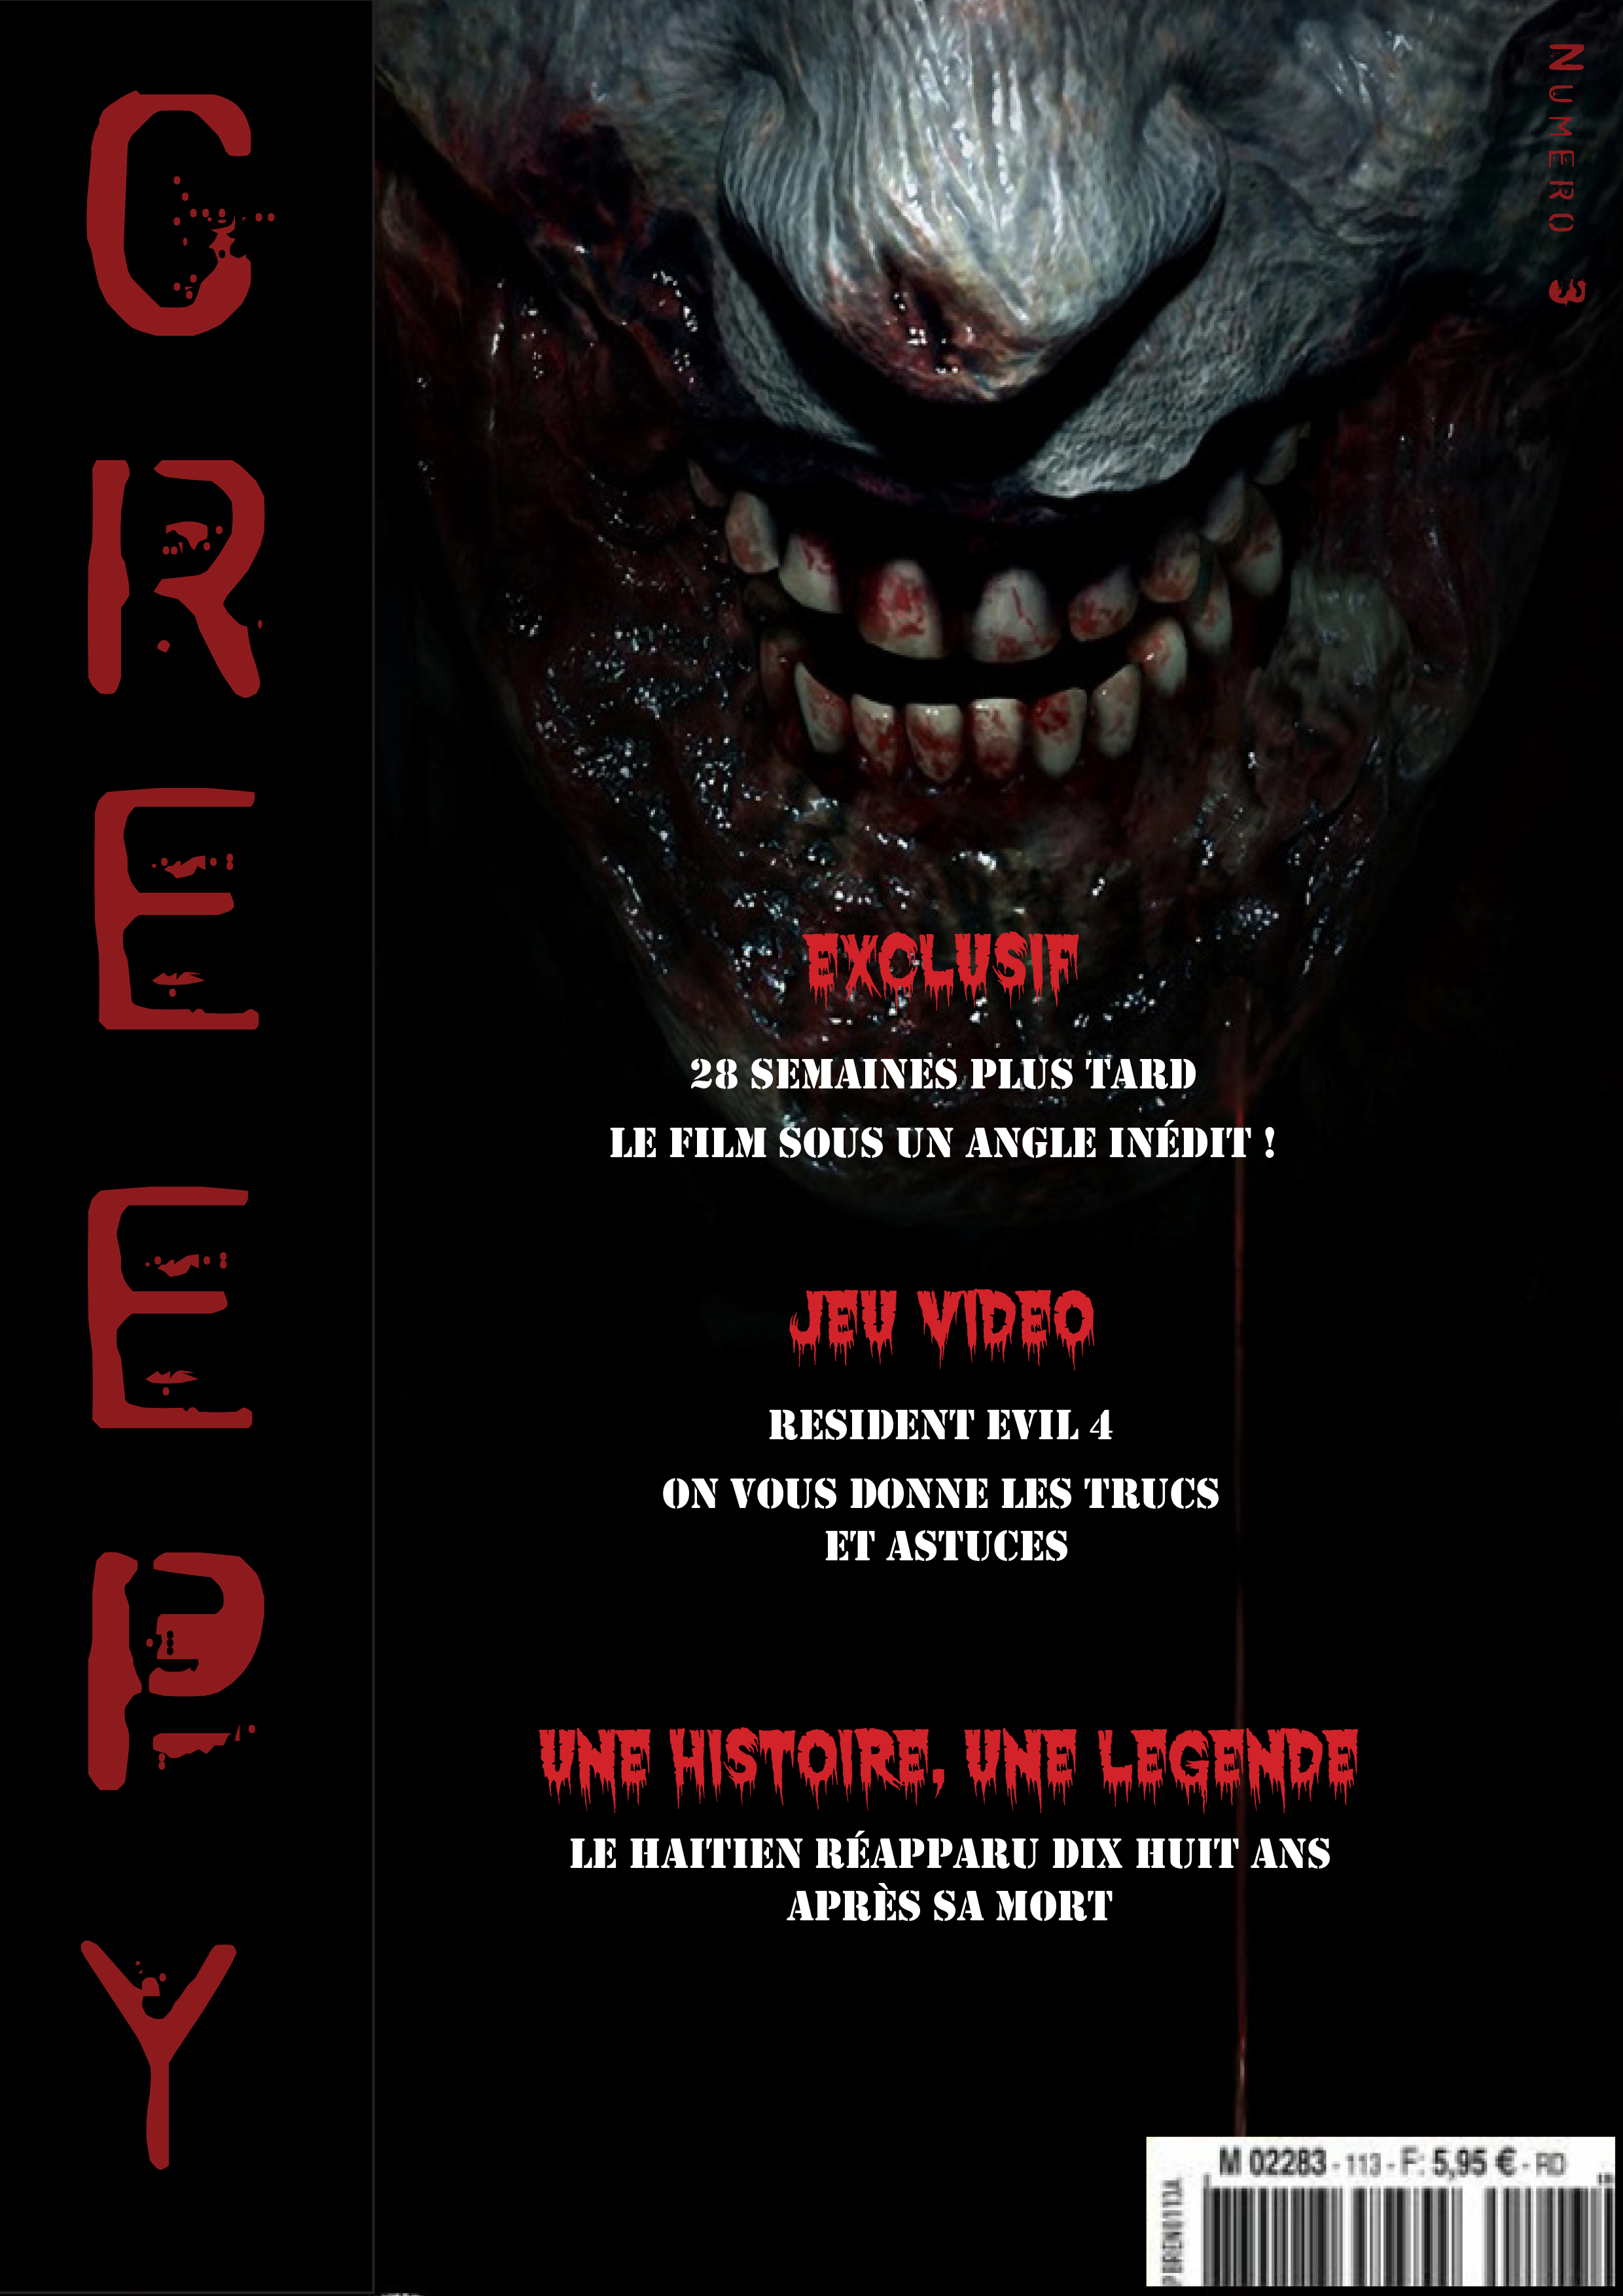 CREEPY
NUMERO 3
EXCLUSIF
28 SEMAINES PLUS TARD
LE FILM SOUS UN ANGLE INÉDIT !
JEU VIDEO
RESIDENT EVIL 4
ON VOUS DONNE LES TRUCS
ET ASTUCES
UNE HISTOIRE, UNE LEGENDE
LE HAITIEN RÉAPPARU DIX HUIT ANS
APRÈS SA MORT
M 02283 - 113 - F: 5,95 € - RD